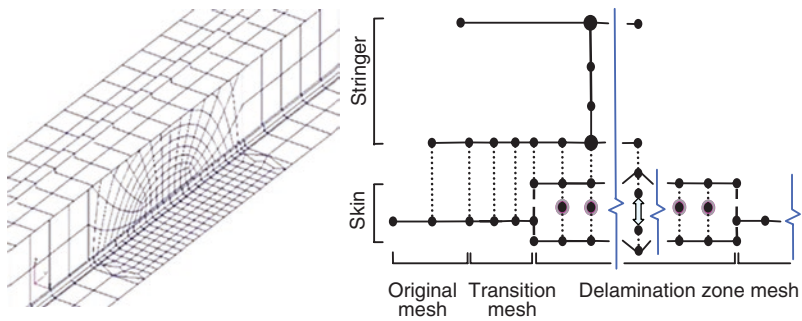 Stringer
Skin
Original mesh
Transition mesh
Delamination zone mesh